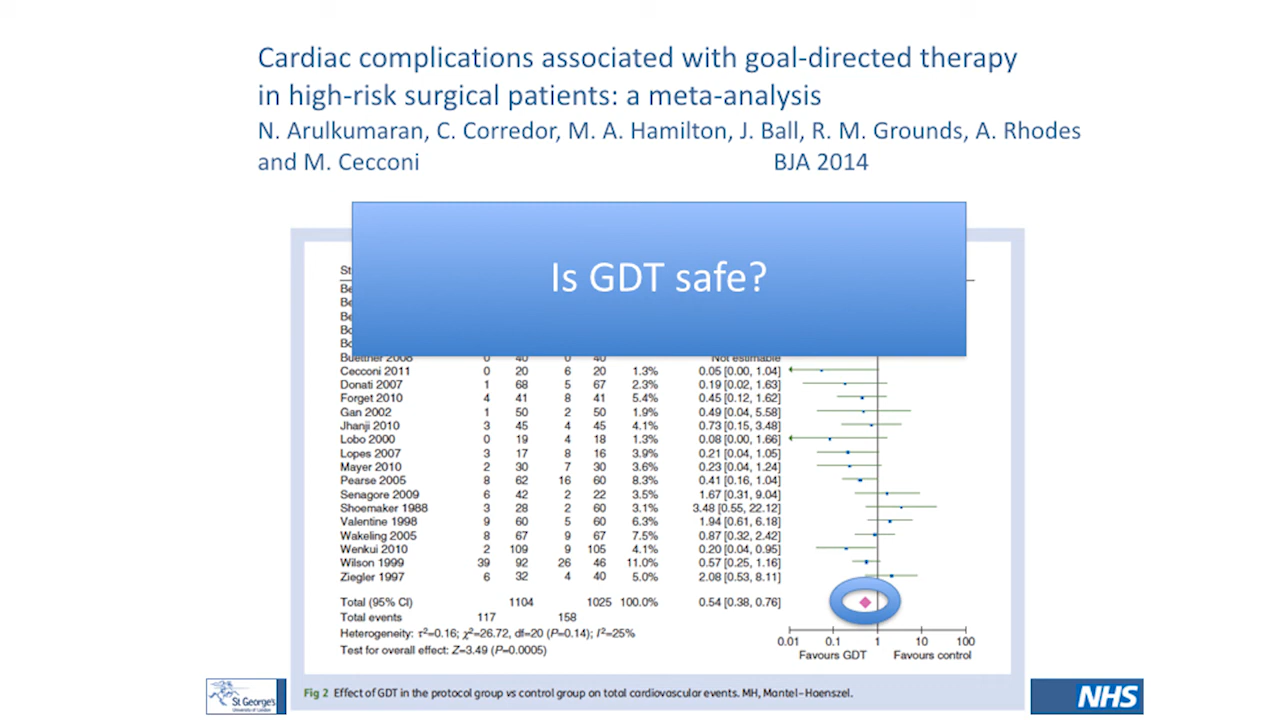 Cardiac complications associated with goal-directed therapy
in high-risk surgical patients: a meta-analysis
N. Arulkumaran, C. Corredor, M. A. Hamilton, J. Ball, R. M. Grounds, A. Rhodes
and M. Cecconi BJA 2014
Is GDT safe?
St
Be
Be
Be
Bo
Bo
Buettner 2008 0 40 0 40 Not estimable
Cecconi 2011 0 20 6 20 1.3% 0.05 [0.00, 1.04]
Donati 2007 1 68 5 67 2.3% 0.19 [0.02, 1.63]
Forget 2010 4 41 8 41 5.4% 0.45 [0.12, 1.62]
Gan 2002 1 50 2 50 1.9% 0.49 [0.04, 5.58]
Jhanji 2010 3 45 4 45 4.1% 0.73 [0.15, 3.48]
Lobo 2000 0 19 4 18 1.3% 0.08 [0.00, 1.66]
Lopes 2007 3 17 8 16 3.9% 0.21 [0.04, 1.05]
Mayer 2010 2 30 7 30 3.6% 0.23 [0.04, 1.24]
Pearse 2005 8 62 16 60 8.3% 0.41 [0.16, 1.04]
Senagore 2009 6 42 2 22 3.5% 1.67 [0.31, 9.04]
Shoemaker 1988 3 28 2 60 3.1% 3.48 [0.55, 22.12]
Valentine 1998 9 60 5 60 6.3% 1.94 [0.61, 6.18]
Wakeling 2005 8 67 9 67 7.5% 0.87 [0.32, 2.42]
Wenkui 2010 2 109 9 105 4.1% 0.20 [0.04, 0.95]
Wilson 1999 39 92 26 46 11.0% 0.57 [0.25, 1.16]
Ziegler 1997 6 32 4 40 5.0% 2.08 [0.53, 8.11]
Total (95% CI) 1104 1025 100.0% 0.54 [0.38, 0.76]
Total events 117 158
Heterogeneity: τ²=0.16; χ²=26.72, df=20 (P=0.14); I²=25%
Test for overall effect: Z=3.49 (P=0.0005)
0.01 0.1 1 10 100
Favours GDT Favours control
Fig 2 Effect of GDT in the protocol group vs control group on total cardiovascular events. MH, Mantel–Haenszel.
St George's
University of London
NHS